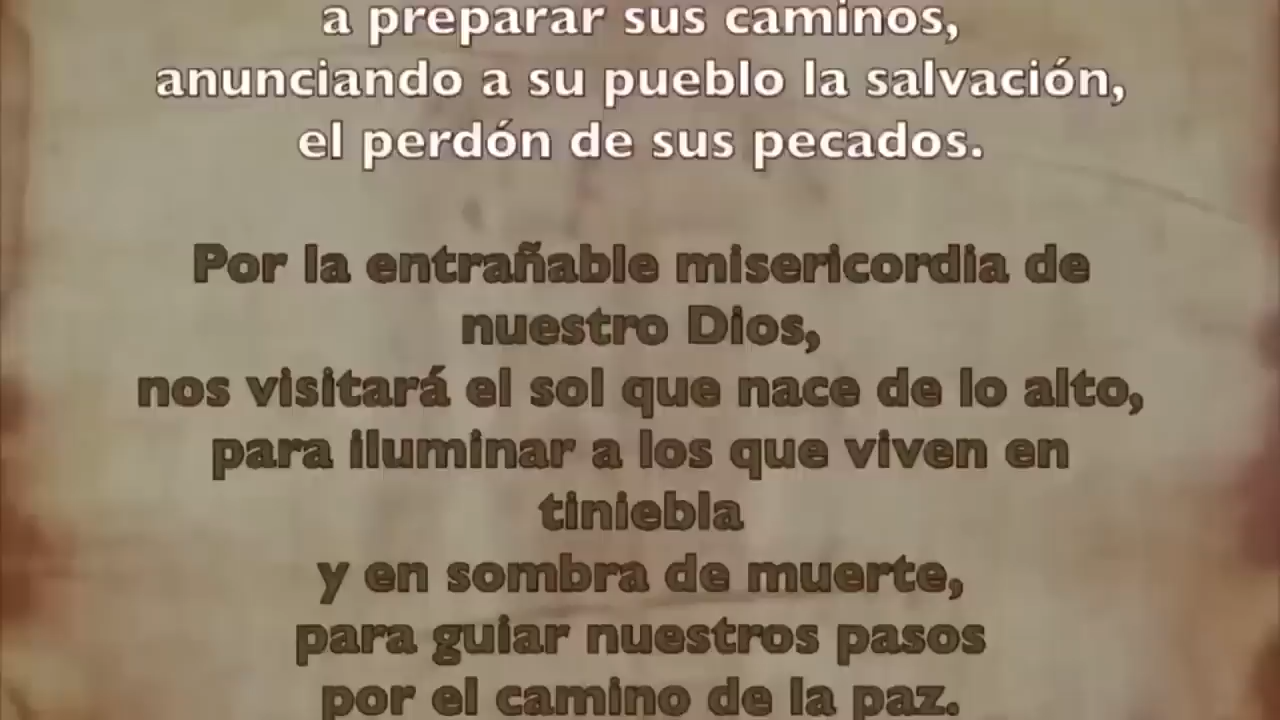 a preparar sus caminos,
anunciando a su pueblo la salvación,
el perdón de sus pecados.
Por la entrañable misericordia de
nuestro Dios,
nos visitará el sol que nace de lo alto,
para iluminar a los que viven en
tiniebla
y en sombra de muerte,
para guiar nuestros pasos
por el camino de la paz.